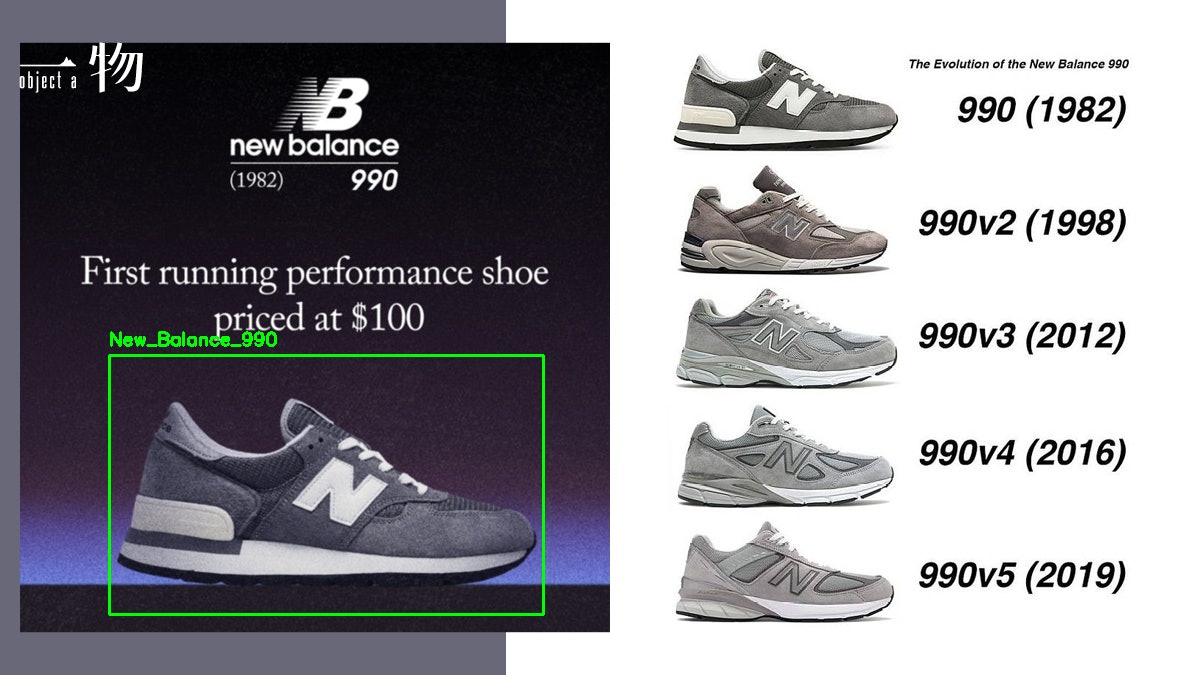 一物
object a
NB
new balance
(1982) 990
First running performance shoe
priced at $100
New_Balance_990
N
The Evolution of the New Balance 990
990 (1982)
990v2 (1998)
990v3 (2012)
990v4 (2016)
990v5 (2019)